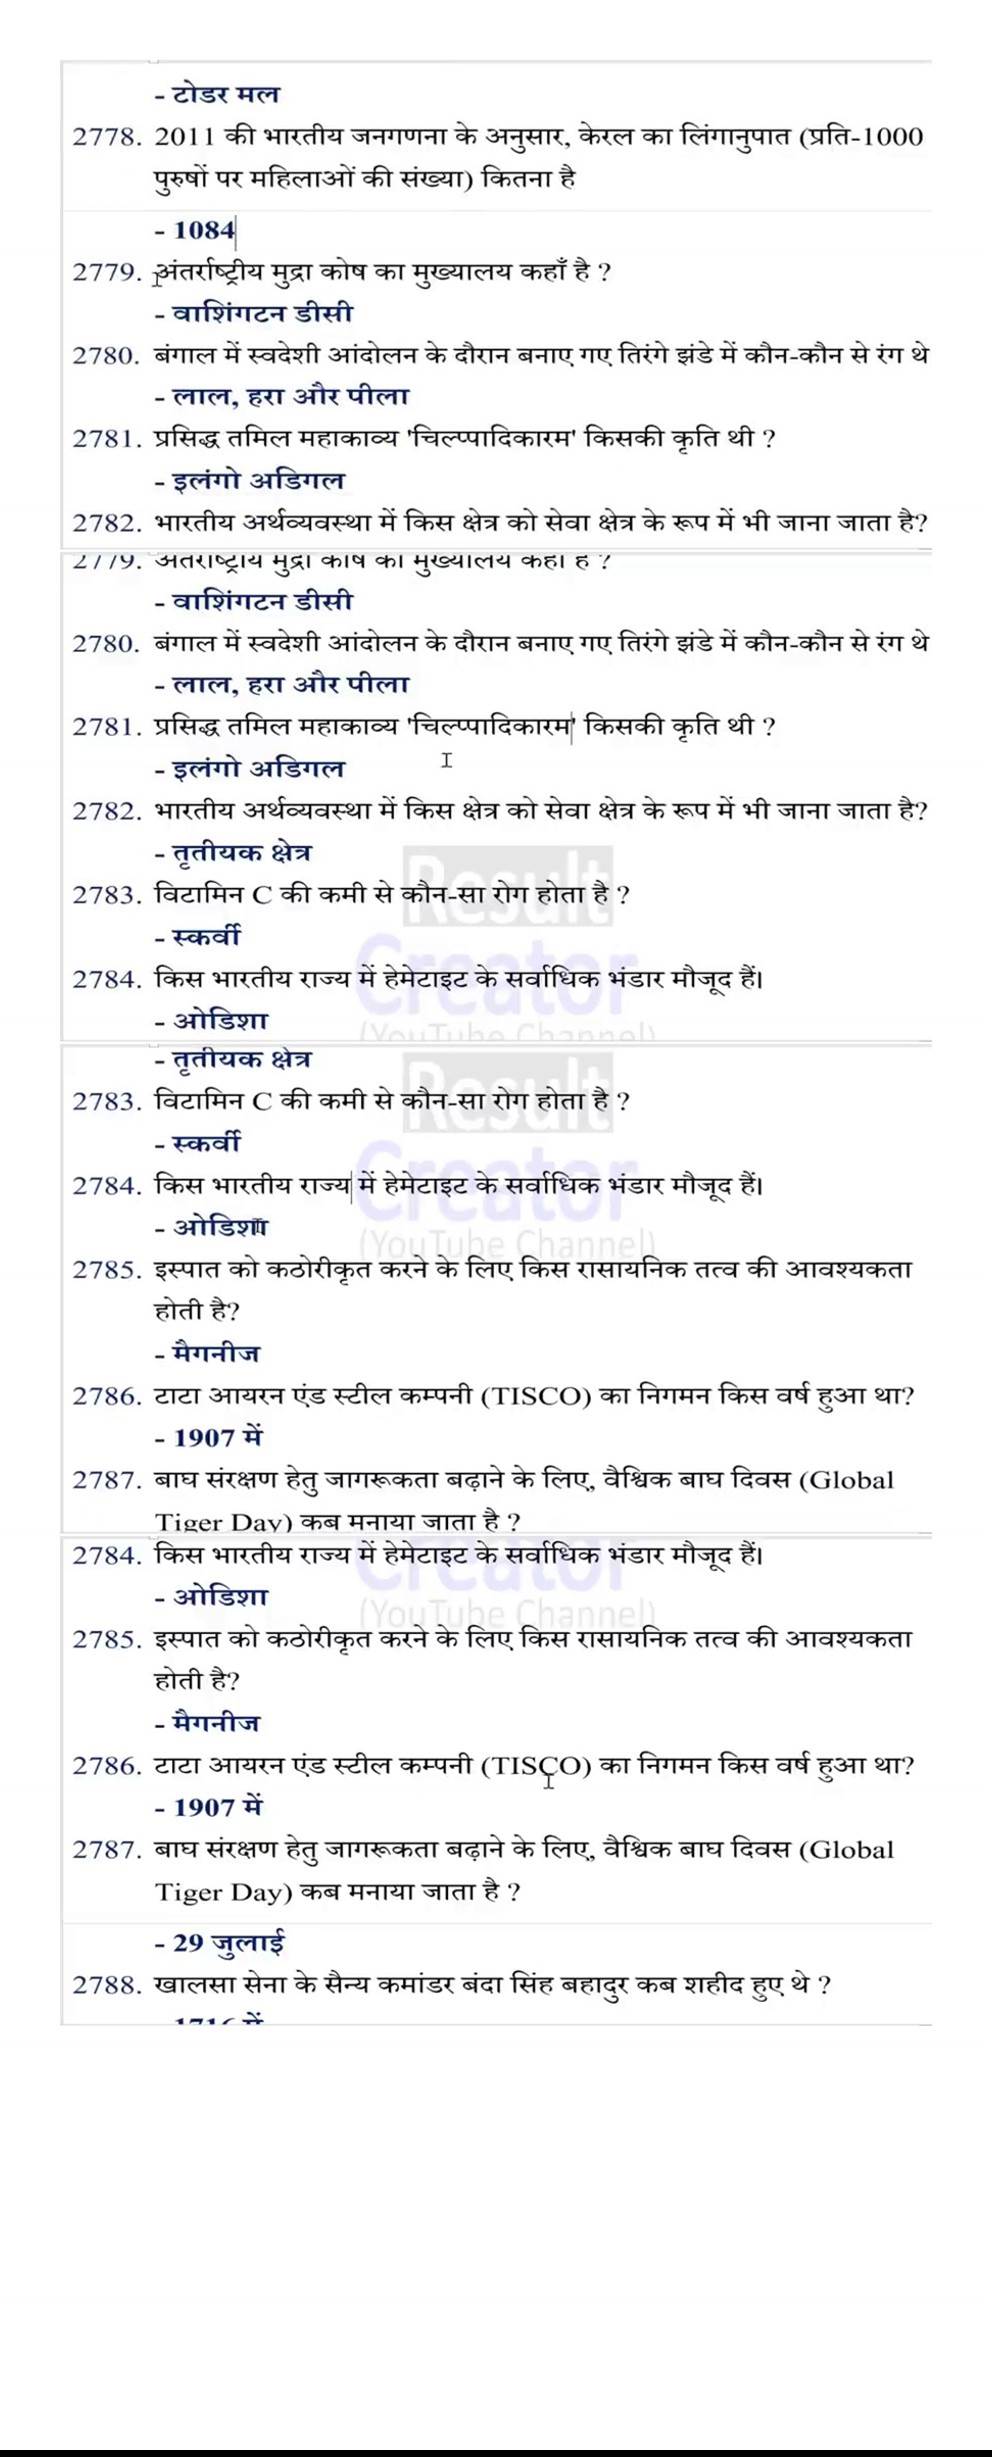 - टोडर मल
2778. 2011 की भारतीय जनगणना के अनुसार, केरल का लिंगानुपात (प्रति-1000
पुरुषों पर महिलाओं की संख्या) कितना है
- 1084
2779. अंतर्राष्ट्रीय मुद्रा कोष का मुख्यालय कहाँ है ?
- वाशिंगटन डीसी
2780. बंगाल में स्वदेशी आंदोलन के दौरान बनाए गए तिरंगे झंडे में कौन-कौन से रंग थे
- लाल, हरा और पीला
2781. प्रसिद्ध तमिल महाकाव्य 'चिल्प्पादिकारम' किसकी कृति थी ?
- इलंगो अडिगल
2782. भारतीय अर्थव्यवस्था में किस क्षेत्र को सेवा क्षेत्र के रूप में भी जाना जाता है?
2779. अंतर्राष्ट्रीय मुद्रा कोष का मुख्यालय कहाँ है ?
- वाशिंगटन डीसी
2780. बंगाल में स्वदेशी आंदोलन के दौरान बनाए गए तिरंगे झंडे में कौन-कौन से रंग थे
- लाल, हरा और पीला
2781. प्रसिद्ध तमिल महाकाव्य 'चिल्प्पादिकारम' किसकी कृति थी ?
- इलंगो अडिगल
2782. भारतीय अर्थव्यवस्था में किस क्षेत्र को सेवा क्षेत्र के रूप में भी जाना जाता है?
- तृतीयक क्षेत्र
Result
2783. विटामिन C की कमी से कौन-सा रोग होता है ?
- स्कर्वी
Creator
2784. किस भारतीय राज्य में हेमेटाइट के सर्वाधिक भंडार मौजूद हैं।
- ओडिशा
(YouTube Channel)
- तृतीयक क्षेत्र
Result
2783. विटामिन C की कमी से कौन-सा रोग होता है ?
- स्कर्वी
Creator
2784. किस भारतीय राज्य में हेमेटाइट के सर्वाधिक भंडार मौजूद हैं।
- ओडिशा
(YouTube Channel)
2785. इस्पात को कठोरीकृत करने के लिए किस रासायनिक तत्व की आवश्यकता
होती है?
- मैगनीज
2786. टाटा आयरन एंड स्टील कम्पनी (TISCO) का निगमन किस वर्ष हुआ था?
- 1907 में
2787. बाघ संरक्षण हेतु जागरूकता बढ़ाने के लिए, वैश्विक बाघ दिवस (Global
Tiger Day) कब मनाया जाता है ?
Creator
2784. किस भारतीय राज्य में हेमेटाइट के सर्वाधिक भंडार मौजूद हैं।
- ओडिशा
(YouTube Channel)
2785. इस्पात को कठोरीकृत करने के लिए किस रासायनिक तत्व की आवश्यकता
होती है?
- मैगनीज
2786. टाटा आयरन एंड स्टील कम्पनी (TISCO) का निगमन किस वर्ष हुआ था?
- 1907 में
2787. बाघ संरक्षण हेतु जागरूकता बढ़ाने के लिए, वैश्विक बाघ दिवस (Global
Tiger Day) कब मनाया जाता है ?
- 29 जुलाई
2788. खालसा सेना के सैन्य कमांडर बंदा सिंह बहादुर कब शहीद हुए थे ?
1716 में